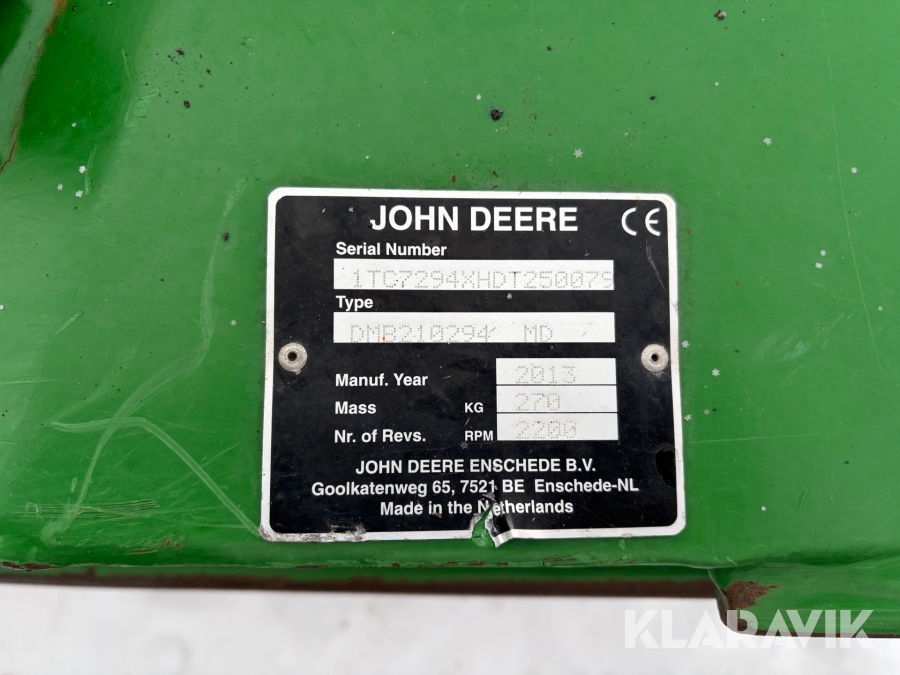 JOHN DEERE CE
Serial Number
1TC7294XHDT250079
Type
DMB210294 MD
Manuf. Year 2013
Mass KG 270
Nr. of Revs. RPM 2200
JOHN DEERE ENSCHEDE B.V.
Goolkatenweg 65, 7521 BE Enschede-NL
Made in the Netherlands
KLARAVIK